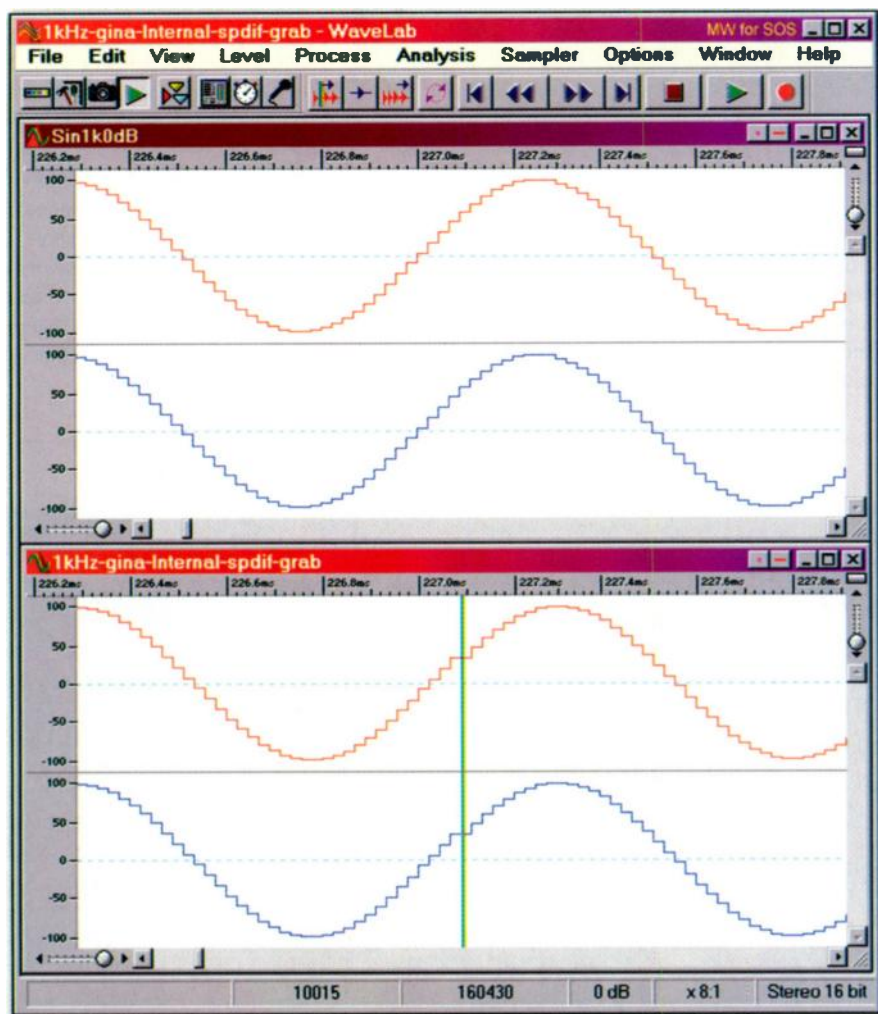 1kHz-gina-Internal-spdif-grab - WaveLab MW for SOS
File Edit View Level Process Analysis Sampler Options Window Help
Sin1k0dB
226.2ms 226.4ms 226.6ms 226.8ms 227.0ms 227.2ms 227.4ms 227.6ms 227.8ms
100
50
0
-50
-100
100
50
0
-50
-100
1kHz-gina-Internal-spdif-grab
226.2ms 226.4ms 226.6ms 226.8ms 227.0ms 227.2ms 227.4ms 227.6ms 227.8ms
100
50
0
-50
-100
100
50
0
-50
-100
10015 160430 0 dB x 8:1 Stereo 16 bit